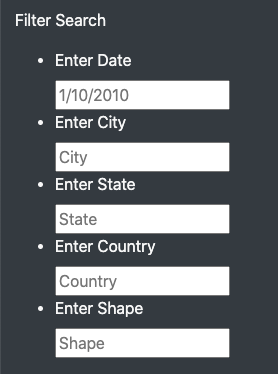 Filter Search
Enter Date
1/10/2010
Enter City
City
Enter State
State
Enter Country
Country
Enter Shape
Shape